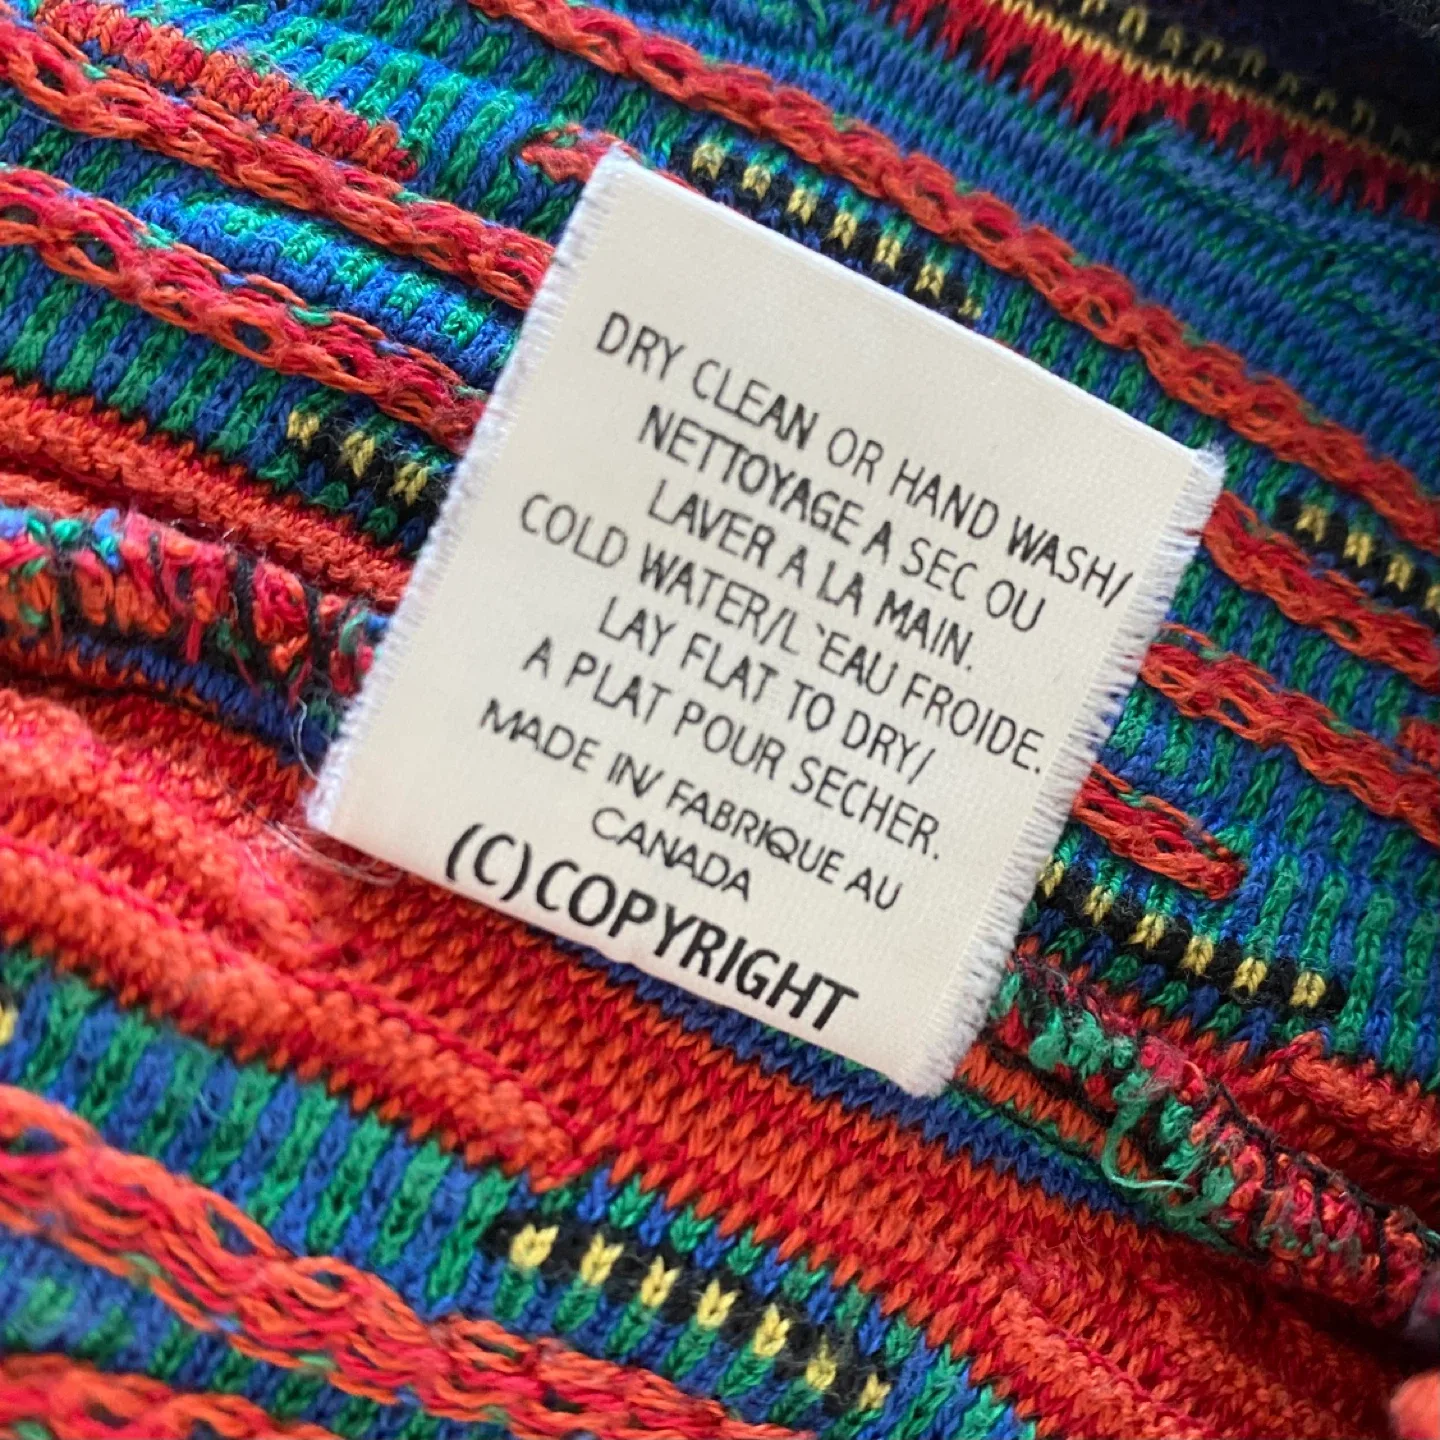 DRY CLEAN OR HAND WASH/
NETTOYAGE A SEC OU
LAVER A LA MAIN.
COLD WATER/L`EAU FROIDE.
LAY FLAT TO DRY/
A PLAT POUR SECHER.
MADE IN/ FABRIQUE AU
CANADA
(C)COPYRIGHT